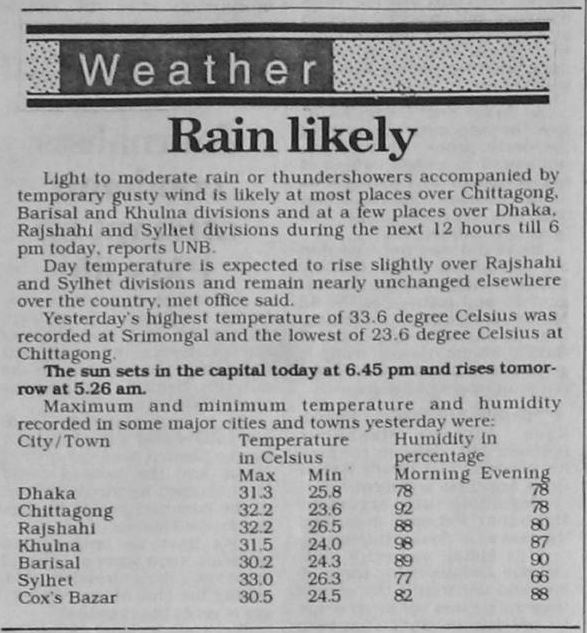 Weather
Rain likely
Light to moderate rain or thundershowers accompanied by
temporary gusty wind is likely at most places over Chittagong,
Barisal and Khulna divisions and at a few places over Dhaka,
Rajshahi and Sylhet divisions during the next 12 hours till 6
pm today, reports UNB.
Day temperature is expected to rise slightly over Rajshahi
and Sylhet divisions and remain nearly unchanged elsewhere
over the country, met office said.
Yesterday's highest temperature of 33.6 degree Celsius was
recorded at Srimongal and the lowest of 23.6 degree Celsius at
Chittagong.
The sun sets in the capital today at 6.45 pm and rises tomor-
row at 5.26 am.
Maximum and minimum temperature and humidity
recorded in some major cities and towns yesterday were:
City/Town Temperature Humidity in
in Celsius percentage
Max Min Morning Evening
Dhaka 31.3 25.8 78 78
Chittagong 32.2 23.6 92 78
Rajshahi 32.2 26.5 88 80
Khulna 31.5 24.0 98 87
Barisal 30.2 24.3 89 90
Sylhet 33.0 26.3 77 66
Cox's Bazar 30.5 24.5 82 88